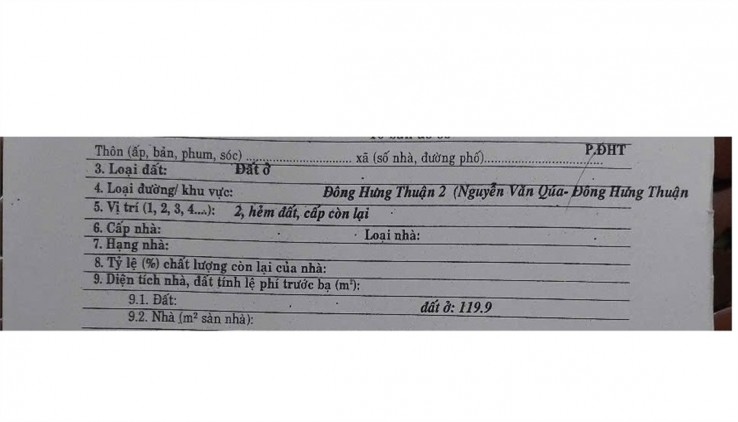 Thôn (ấp, bản, phum, sóc) .......................... xã (số nhà, đường phố)........................... P.ĐHT
3. Loại đất: Đất ở
4. Loại đường/ khu vực: Đông Hưng Thuận 2 (Nguyễn Văn Qúa- Đông Hưng Thuận
5. Vị trí (1, 2, 3, 4....): 2, hẻm đất, cấp còn lại
6. Cấp nhà: Loại nhà:
7. Hạng nhà:
8. Tỷ lệ (%) chất lượng còn lại của nhà:
9. Diện tích nhà, đất tính lệ phí trước bạ (m²):
9.1. Đất: đất ở: 119.9
9.2. Nhà (m² sàn nhà):